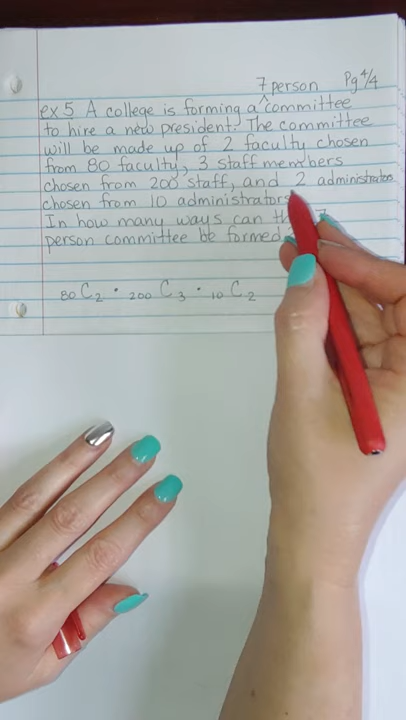 7 person Pg 4/4
ex 5 A college is forming a ^ committee
to hire a new president. The committee
will be made up of 2 faculty chosen
from 80 faculty, 3 staff members
chosen from 200 staff, and 2 administrators
chosen from 10 administrators
In how many ways can 7
person committee be formed
80C2 · 200C3 · 10C2